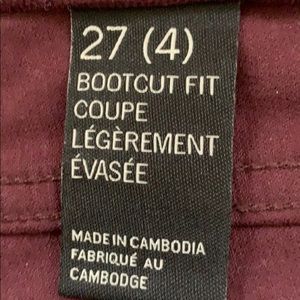 27 (4)
BOOTCUT FIT
COUPE
LÉGÈREMENT
ÉVASÉE
MADE IN CAMBODIA
FABRIQUÉ AU
CAMBODGE